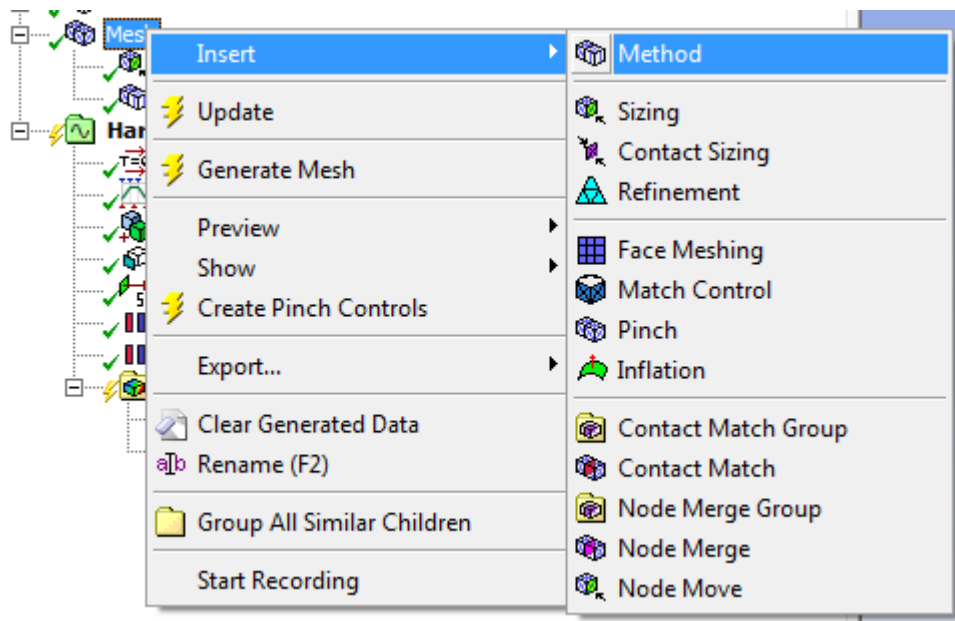 Mesh
Insert
Update
Generate Mesh
Preview
Show
Create Pinch Controls
Export...
Clear Generated Data
Rename (F2)
Group All Similar Children
Start Recording
Method
Sizing
Contact Sizing
Refinement
Face Meshing
Match Control
Pinch
Inflation
Contact Match Group
Contact Match
Node Merge Group
Node Merge
Node Move
Har